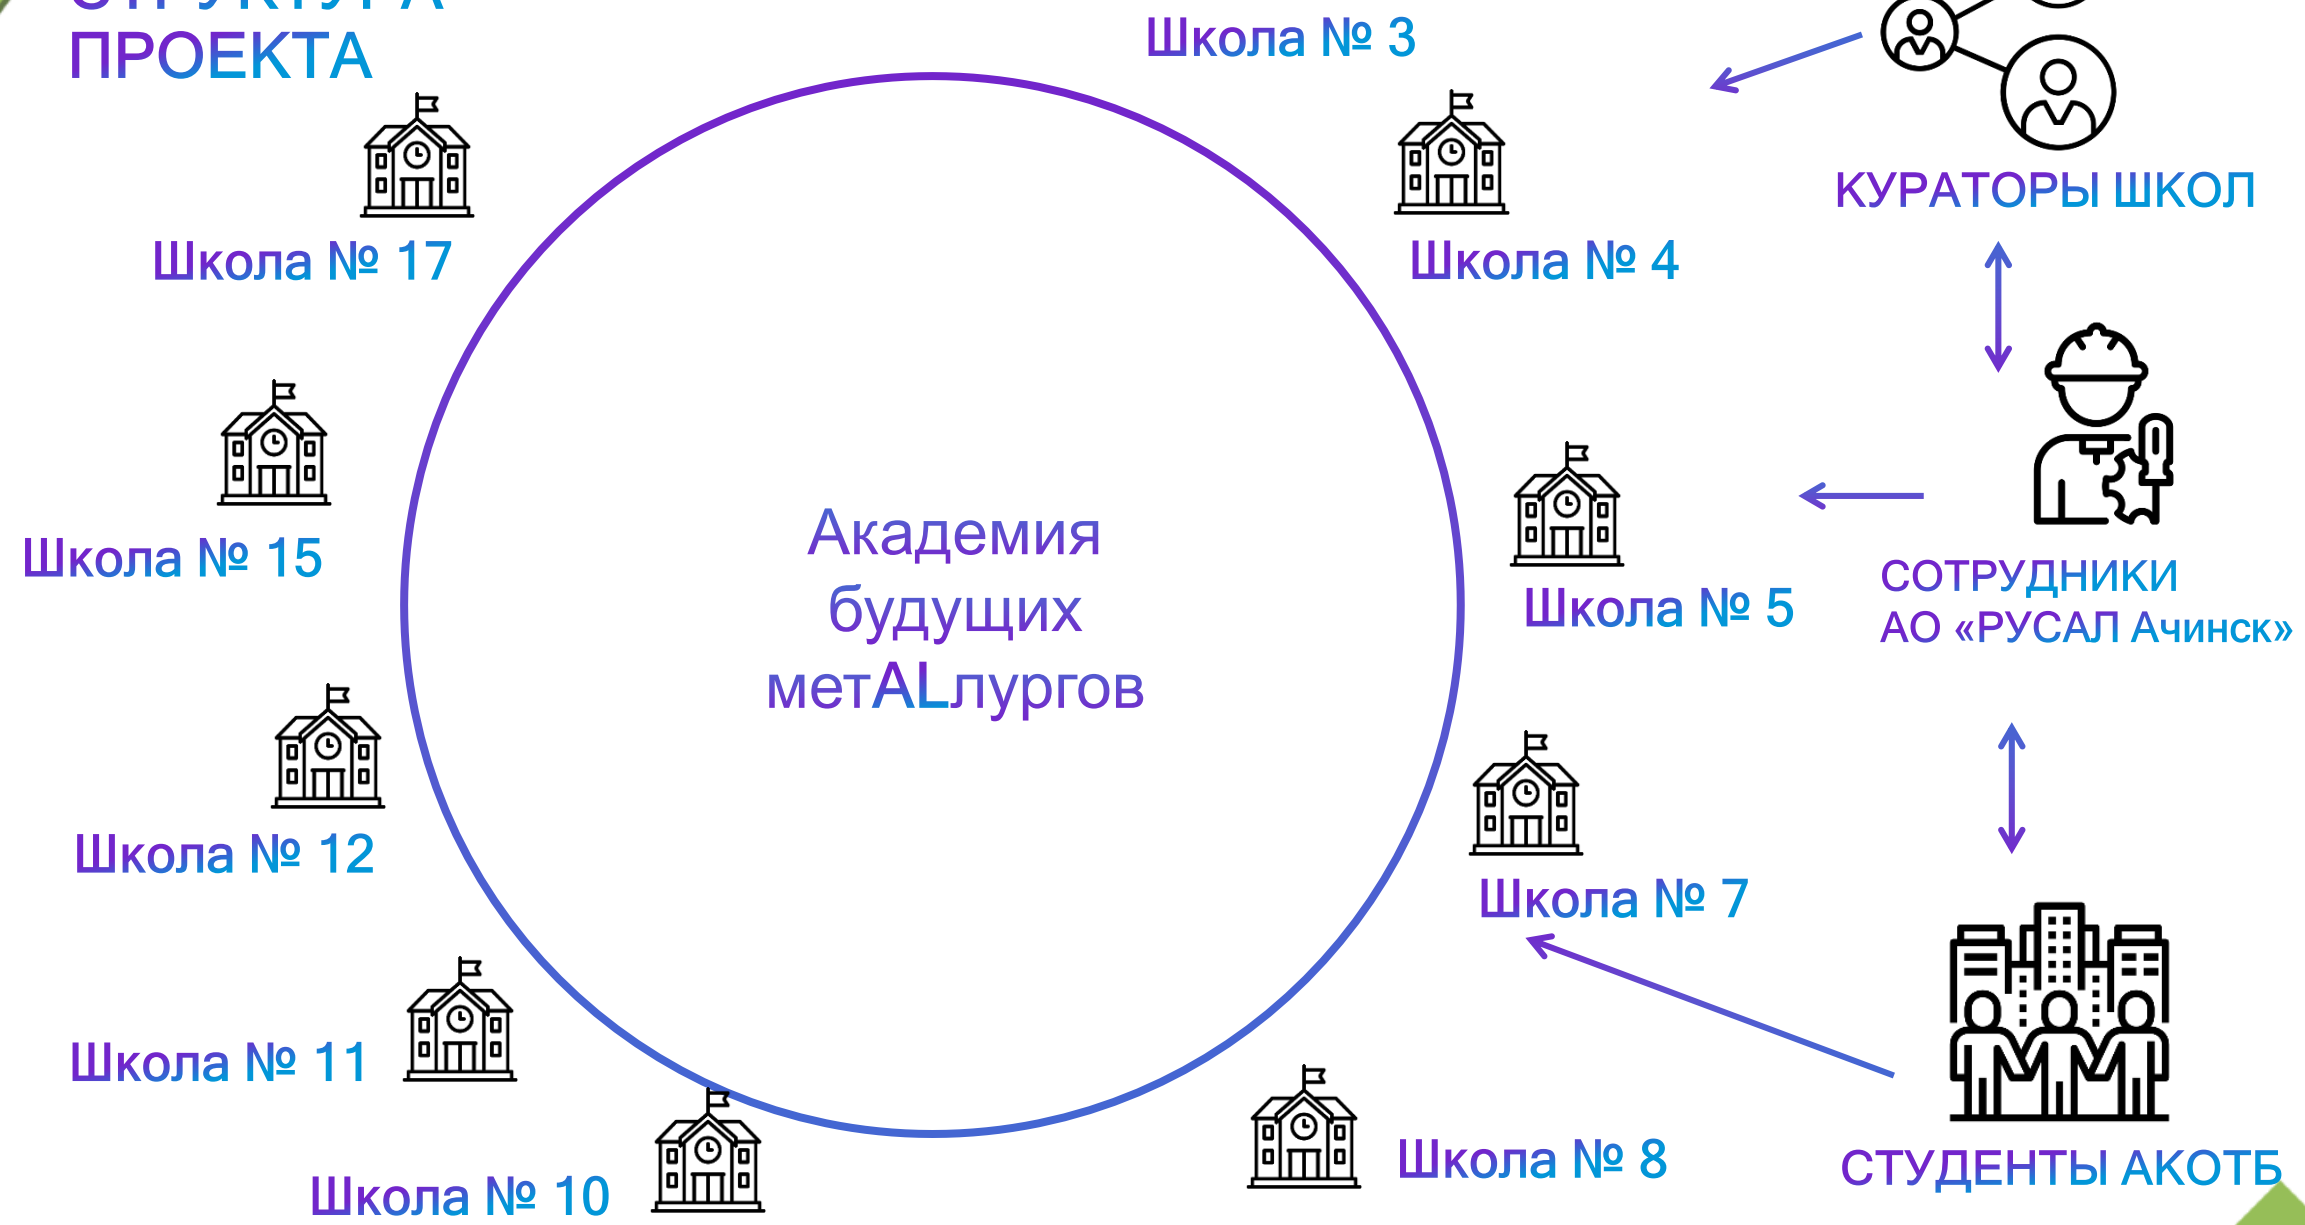 СТРУКТУРА
ПРОЕКТА
Школа № 3
Школа № 4
Школа № 5
Школа № 7
Школа № 8
Школа № 10
Школа № 11
Школа № 12
Школа № 15
Школа № 17
Академия
будущих
метALлургов
КУРАТОРЫ ШКОЛ
СОТРУДНИКИ
АО «РУСАЛ Ачинск»
СТУДЕНТЫ АКОТБ